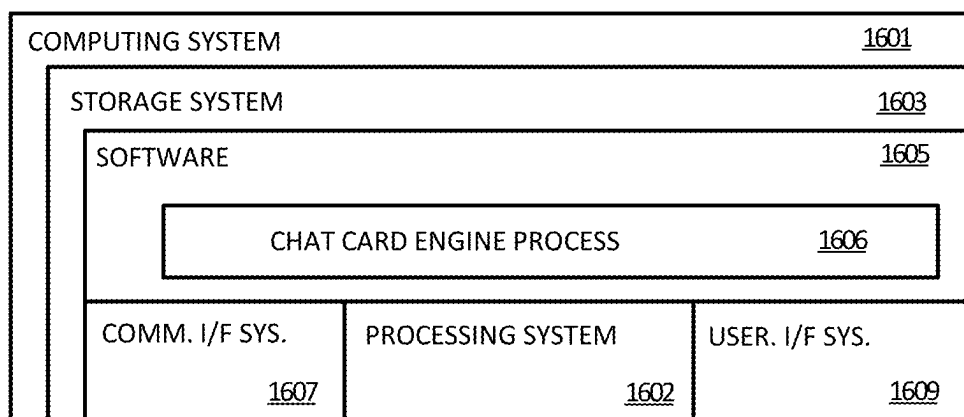 COMPUTING SYSTEM 1601
STORAGE SYSTEM 1603
SOFTWARE 1605
CHAT CARD ENGINE PROCESS 1606
COMM. I/F SYS. PROCESSING SYSTEM USER. I/F SYS.
1607 1602 1609